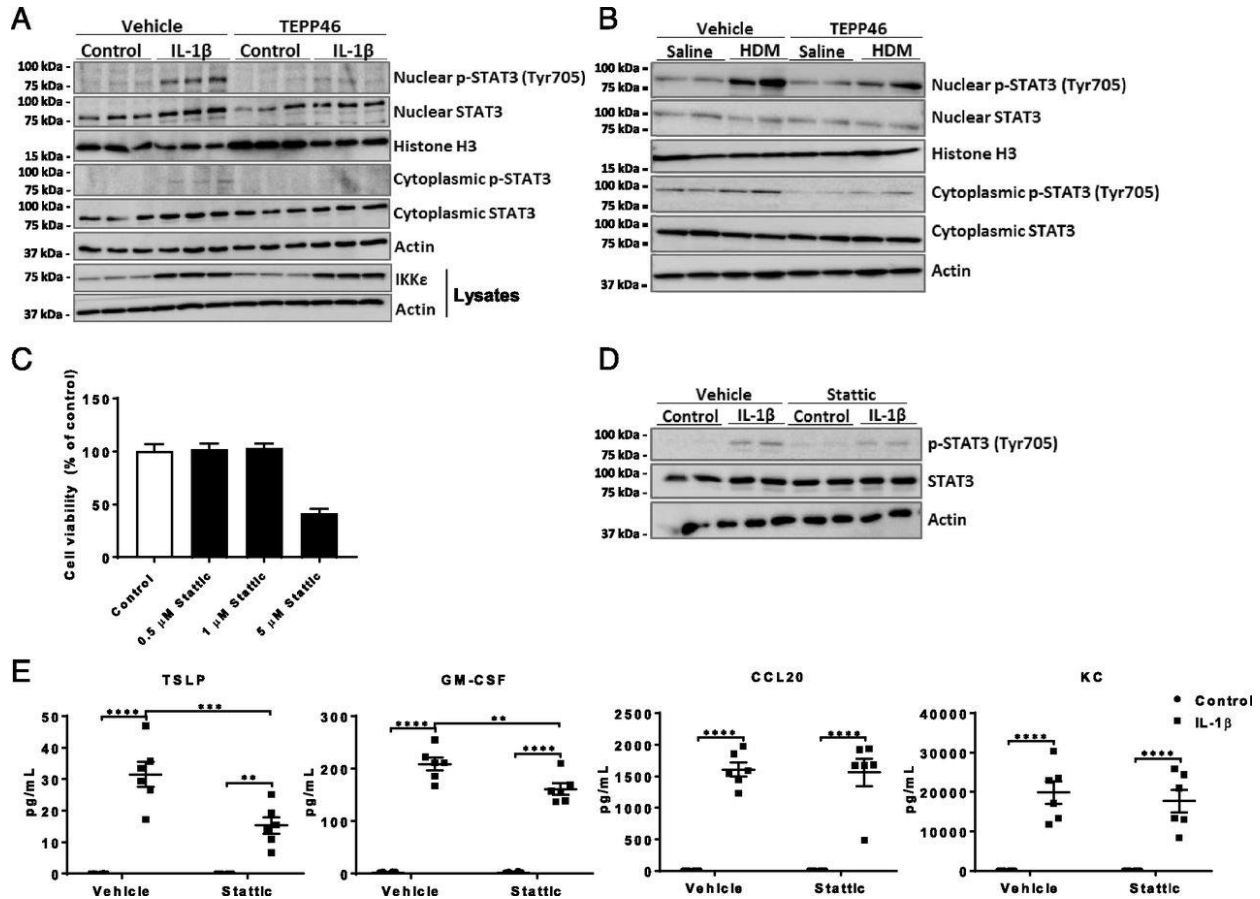 A
Vehicle TEPP46
Control IL-1β Control IL-1β
100 kDa - Nuclear p-STAT3 (Tyr705)
75 kDa -
100 kDa - Nuclear STAT3
75 kDa -
Histone H3
15 kDa -
100 kDa - Cytoplasmic p-STAT3
75 kDa -
100 kDa - Cytoplasmic STAT3
75 kDa -
Actin
37 kDa -
75 kDa - IKKε
Lysates
Actin
37 kDa -
B
Vehicle TEPP46
Saline HDM Saline HDM
100 kDa - Nuclear p-STAT3 (Tyr705)
75 kDa -
100 kDa - Nuclear STAT3
75 kDa -
Histone H3
15 kDa -
100 kDa - Cytoplasmic p-STAT3 (Tyr705)
75 kDa -
100 kDa - Cytoplasmic STAT3
75 kDa -
Actin
37 kDa -
C
Cell viability (% of control)
150
100
50
0
Control
0.5 μM Stattic
1 μM Stattic
5 μM Stattic
D
Vehicle Stattic
Control IL-1β Control IL-1β
100 kDa - p-STAT3 (Tyr705)
75 kDa -
100 kDa - STAT3
75 kDa -
Actin
37 kDa -
E
TSLP
pg/mL
50
40
30
20
10
0
**** *** **
Vehicle Stattic
GM-CSF
pg/mL
300
200
100
0
**** ** ****
Vehicle Stattic
CCL20
pg/mL
2500
2000
1500
1000
500
0
**** ****
Vehicle Stattic
KC
pg/mL
40000
30000
20000
10000
0
**** ****
Vehicle Stattic
Control
IL-1β